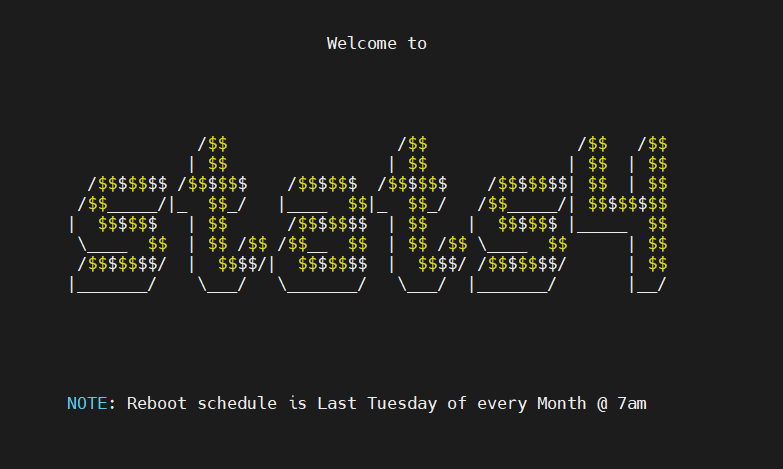 Welcome to
stats4
NOTE: Reboot schedule is Last Tuesday of every Month @ 7am